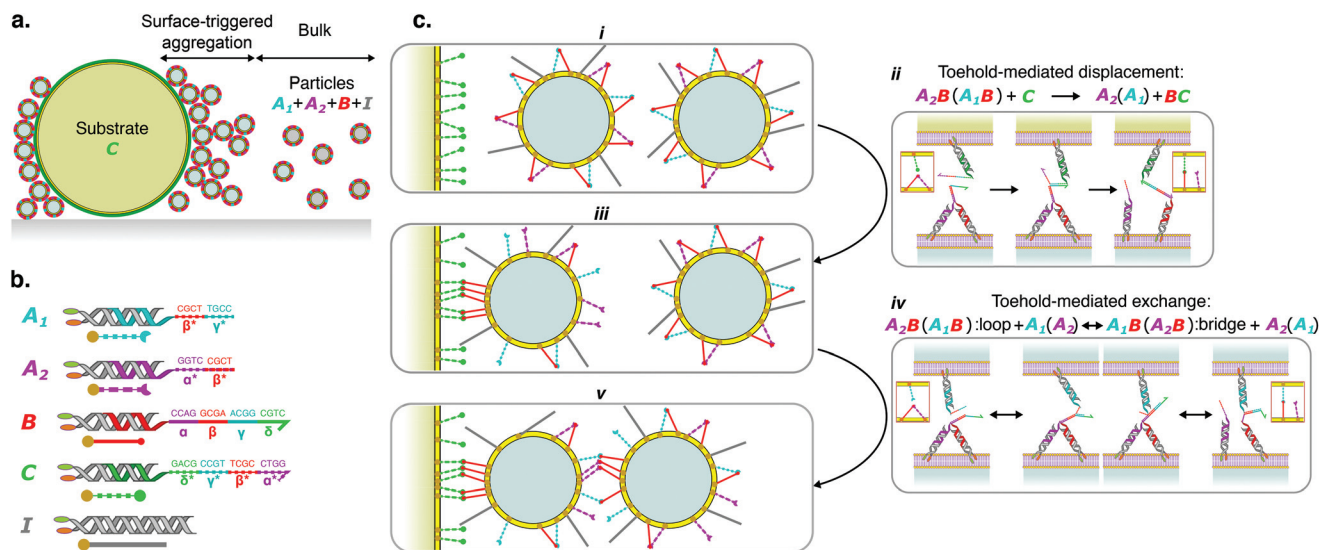 a.
Surface-triggered
aggregation
Bulk
Particles
A1+A2+B+I
Substrate
C
b.
A1
CGCT TGCC
β* γ*
A2
GGTC CGCT
α* β*
B
CCAG GCGA ACGG CGTC
α β γ δ
C
GACG CCGT TCGC CTGG
δ* γ* β* α*
I
c.
i
iii
v
ii Toehold-mediated displacement:
A2B(A1B) + C → A2(A1) + BC
iv Toehold-mediated exchange:
A2B(A1B):loop+A1(A2)↔A1B(A2B):bridge + A2(A1)